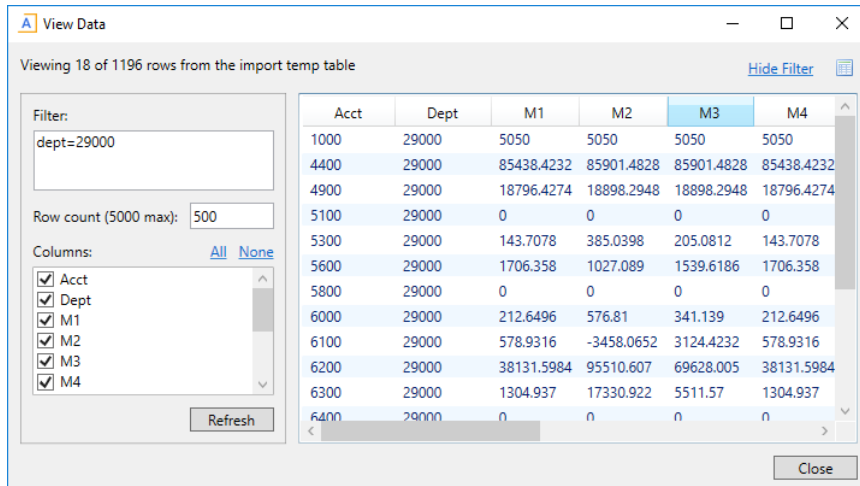 A View Data
Viewing 18 of 1196 rows from the import temp table
Hide Filter
Filter:
dept=29000
Row count (5000 max): 500
Columns: All None
Acct
Dept
M1
M2
M3
M4
Refresh
Acct Dept M1 M2 M3 M4
1000 29000 5050 5050 5050 5050
4400 29000 85438.4232 85901.4828 85901.4828 85438.4232
4900 29000 18796.4274 18898.2948 18898.2948 18796.4274
5100 29000 0 0 0 0
5300 29000 143.7078 385.0398 205.0812 143.7078
5600 29000 1706.358 1027.089 1539.6186 1706.358
5800 29000 0 0 0 0
6000 29000 212.6496 576.81 341.139 212.6496
6100 29000 578.9316 -3458.0652 3124.4232 578.9316
6200 29000 38131.5984 95510.607 69628.005 38131.5984
6300 29000 1304.937 17330.922 5511.57 1304.937
6400 29000 0 0 0 0
Close